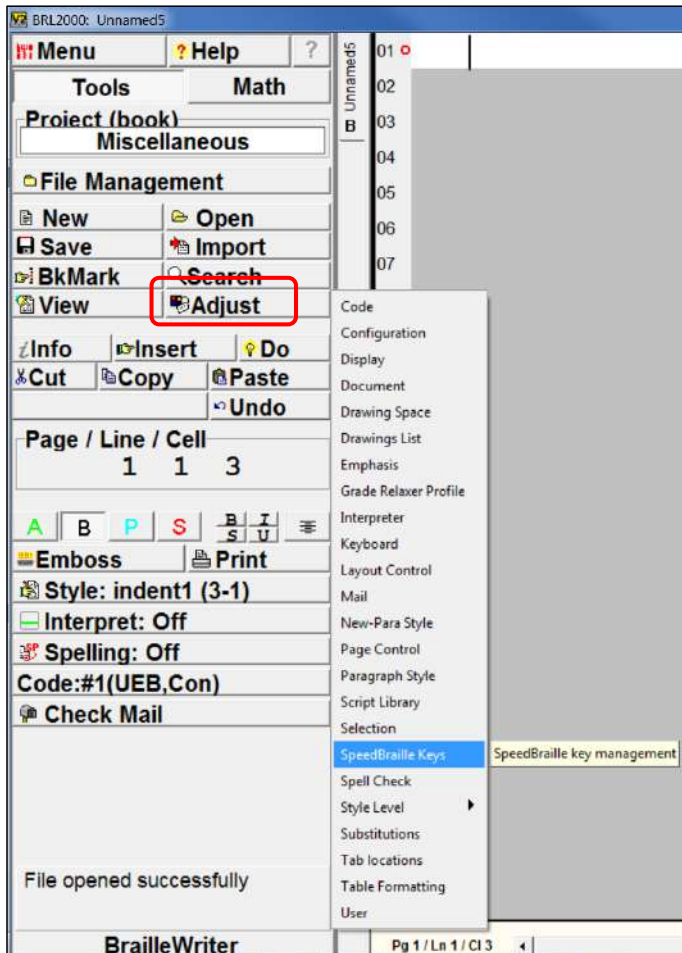 BRL2000: Unnamed5
Menu ? Help ?
Tools Math
Project (book)
Miscellaneous
File Management
New Open
Save Import
BkMark Search
View Adjust
i Info Insert Do
Cut Copy Paste
Undo
Page / Line / Cell
1 1 3
A B P S B I S U
Emboss Print
Style: indent1 (3-1)
Interpret: Off
Spelling: Off
Code:#1(UEB,Con)
Check Mail
File opened successfully
BrailleWriter
Unnamed5
B
01
02
03
04
05
06
07
Code
Configuration
Display
Document
Drawing Space
Drawings List
Emphasis
Grade Relaxer Profile
Interpreter
Keyboard
Layout Control
Mail
New-Para Style
Page Control
Paragraph Style
Script Library
Selection
SpeedBraille Keys SpeedBraille key management
Spell Check
Style Level
Substitutions
Tab locations
Table Formatting
User
Pg 1 / Ln 1 / Cl 3